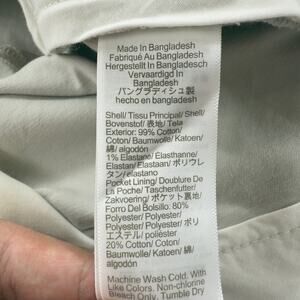 Made In Bangladesh
Fabriqué Au Bangladesh
Hergestellt In Bangladesch
Vervaardigd In
Bangladesh
バングラディシュ製
hecho en bangladesh
Shell/Tissu Principal/Shell/
Bovenstof/ 表地/ Tela
Exterior: 99% Cotton/
Coton/Baumwolle/Katoen/
綿/ algodón
1% Elastane/Elasthanne/
Elastan/Elastaan/ポリウレ
タン/elastano
Pocket Lining/ Doublure De
La Poche/ Taschenfutter/
Zakvoering/ ポケット裏地/
Forro Del Bolsillo: 80%
Polyester/Polyester/
Polyester/Polyester/ ポリ
エステル/ poliéster
20% Cotton/ Coton/
Baumwolle/Katoen/ 綿/
algodón
Machine Wash Cold. With
Like Colors. Non-chlorine
Bleach Only. Tumble Dry